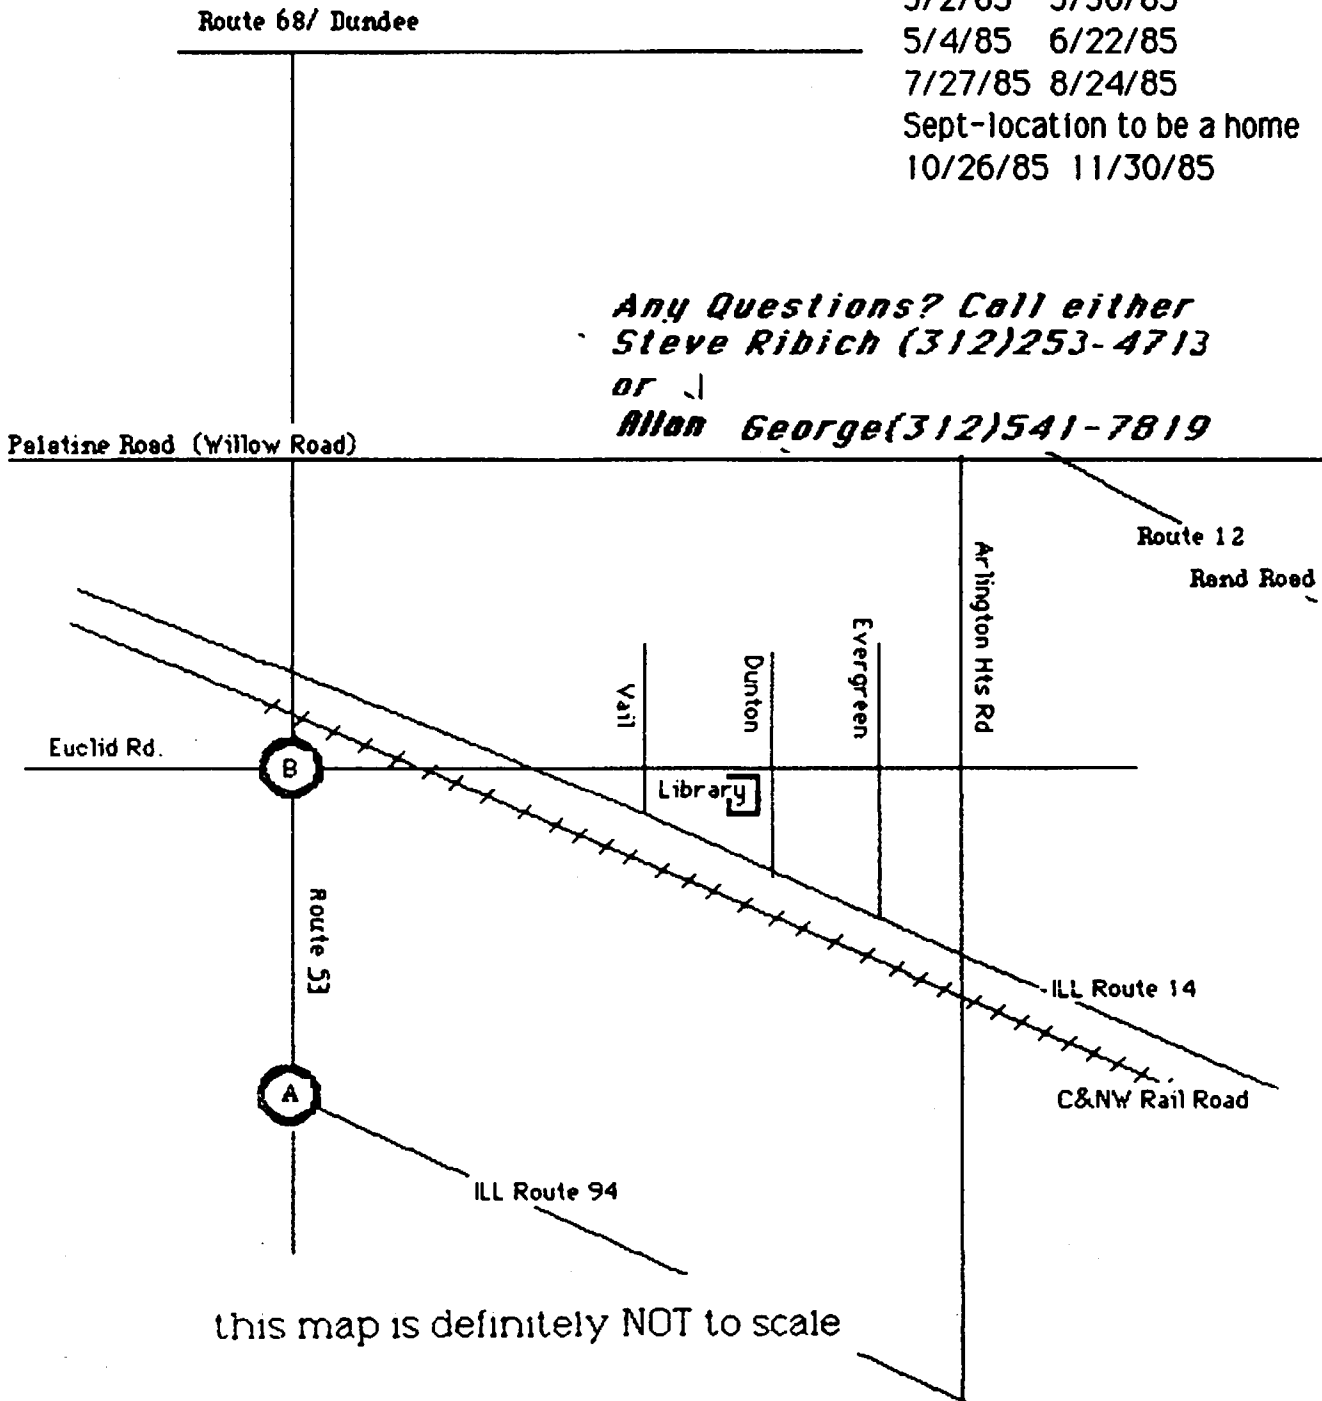 Route 68/ Dundee
5/4/85 6/22/85
7/27/85 8/24/85
Sept-location to be a home
10/26/85 11/30/85
Any Questions? Call either
Steve Ribich (312)253-4713
or
Allan George(312)541-7819
Palatine Road (Willow Road)
Route 12
Rand Road
Arlington Hts Rd
Evergreen
Dunton
Vail
Euclid Rd.
B
Library
Route 53
ILL Route 14
A
C&NW Rail Road
ILL Route 94
this map is definitely NOT to scale